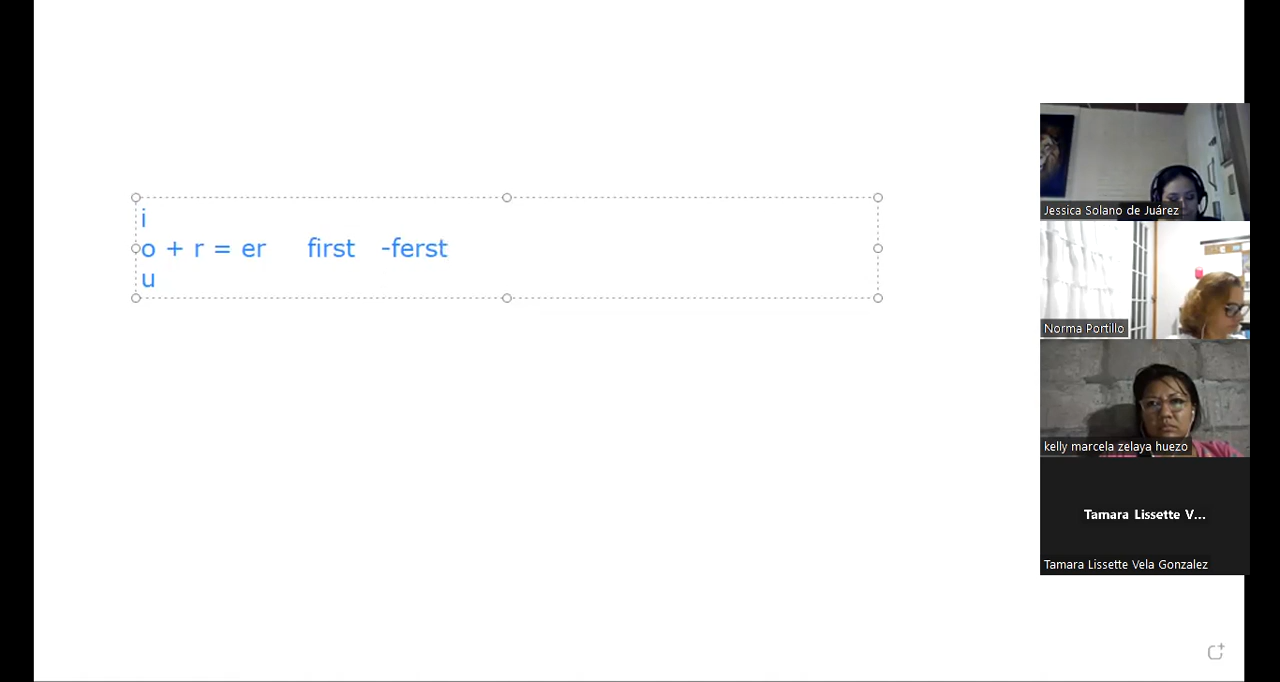 i
o + r = er first -ferst
u
Jessica Solano de Juárez
Norma Portillo
kelly marcela zelaya huezo
Tamara Lissette V...
Tamara Lissette Vela Gonzalez